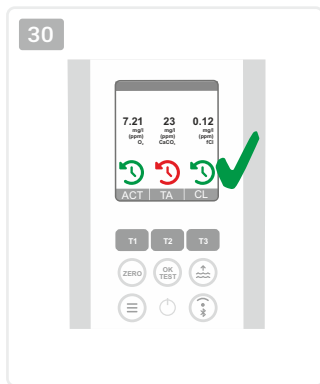 30
7.21 23 0.12
mg/l mg/l mg/l
(ppm) (ppm) (ppm)
O₂ CaCO₃ fCl
ACT TA CL
T1 T2 T3
ZERO OK
TEST